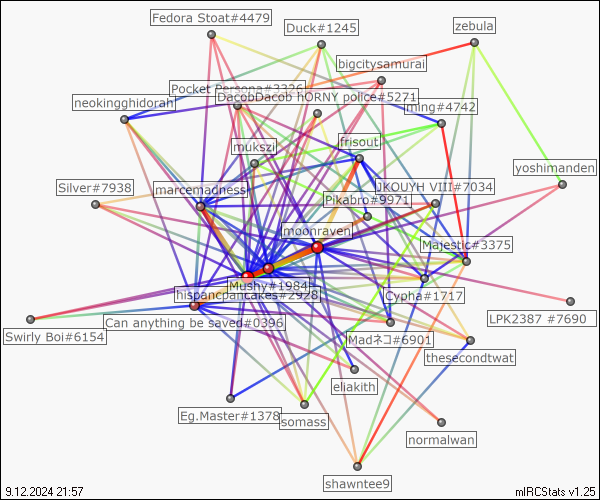 Fedora Stoat#4479
Duck#1245
zebula
bigcitysamurai
Pocket Persona#3326
DacobDacob hORNY police#5271
neokingghidorah
ming#4742
mukszi
frisout
yoshimanden
Silver#7938
marcemadness
JKOUYH VIII#7034
Pikabro#9971
moonraven
Majestic#3375
Mushy#1984
hispancpancakes#2928
Cypha#1717
LPK2387 #7690
Can anything be saved#0396
Swirly Boi#6154
Madネコ#6901
thesecondtwat
eliakith
Eg.Master#1378
somass
normalwan
shawntee9
9.12.2024 21:57
mIRCStats v1.25